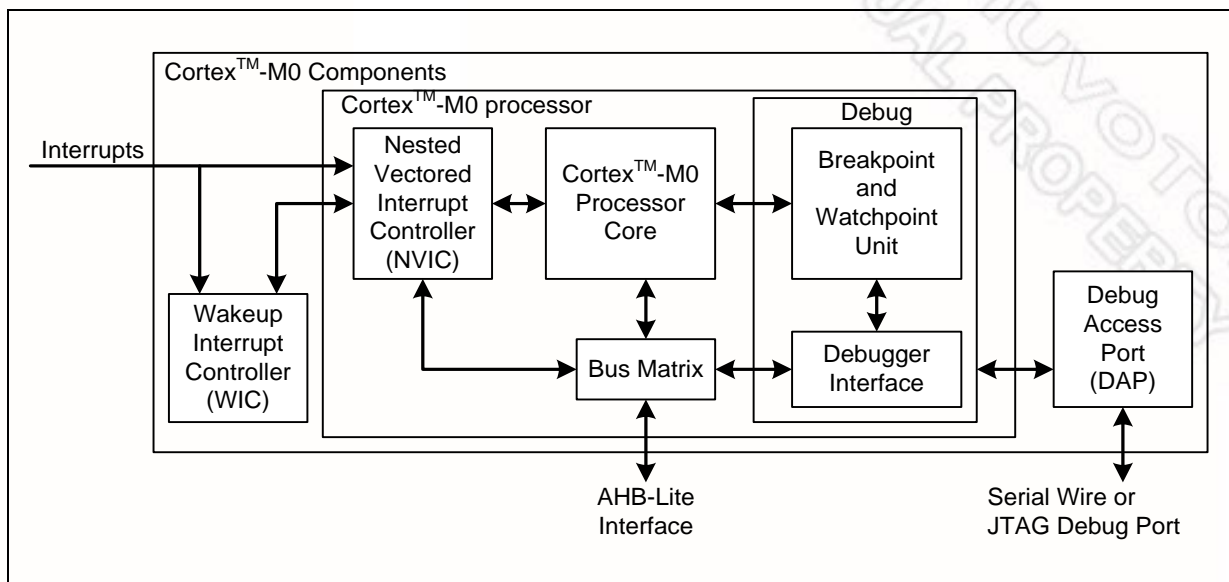 Cortex™-M0 Components
Cortex™-M0 processor
Debug
Interrupts
Nested
Vectored
Interrupt
Controller
(NVIC)
Cortex™-M0
Processor
Core
Breakpoint
and
Watchpoint
Unit
Wakeup
Interrupt
Controller
(WIC)
Bus Matrix
Debugger
Interface
Debug
Access
Port
(DAP)
AHB-Lite
Interface
Serial Wire or
JTAG Debug Port